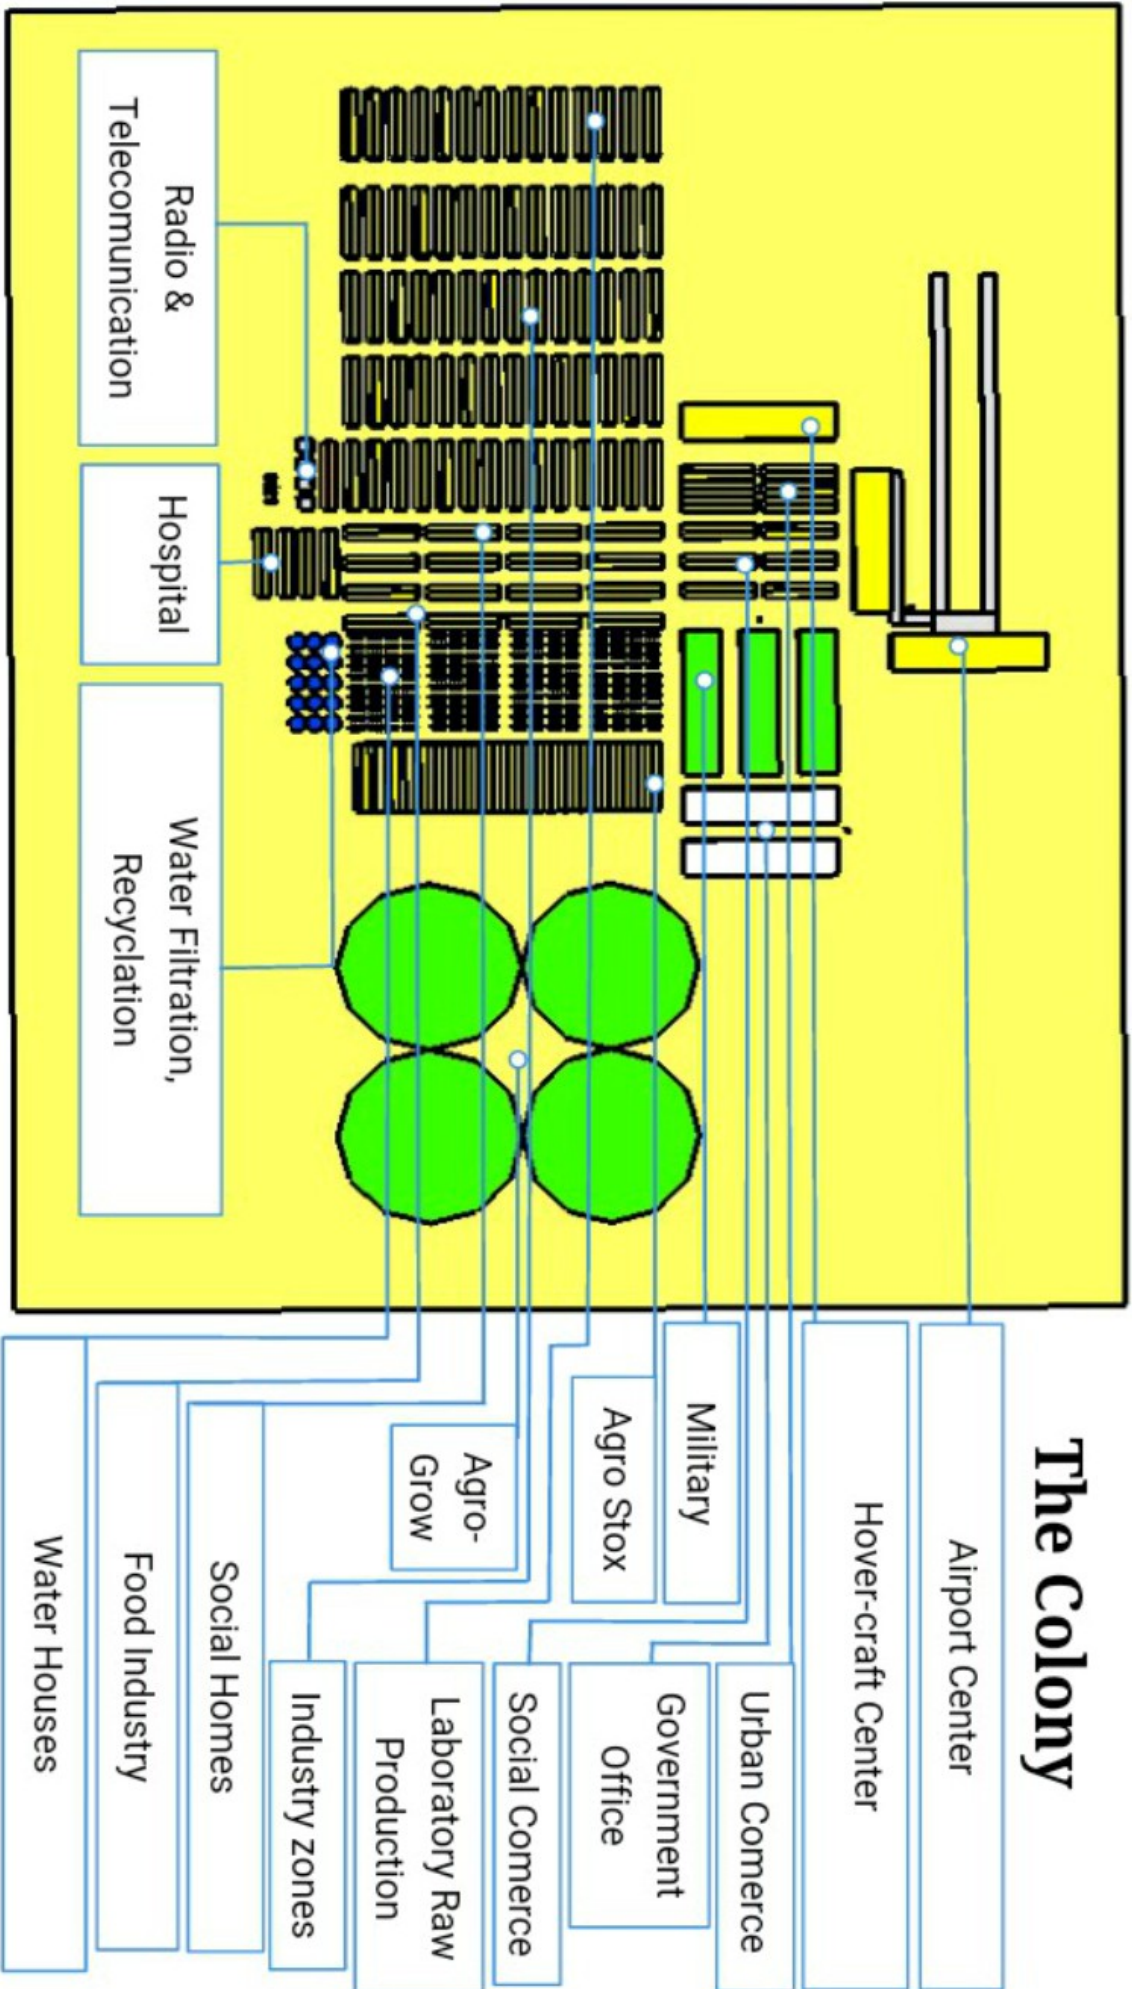 The Colony
Airport Center
Hover-craft Center
Urban Comerce
Government
Office
Social Comerce
Laboratory Raw
Production
Industry zones
Military
Agro Stox
Agro-
Grow
Social Homes
Food Industry
Water Houses
Radio &
Telecomunication
Hospital
Water Filtration,
Recyclation